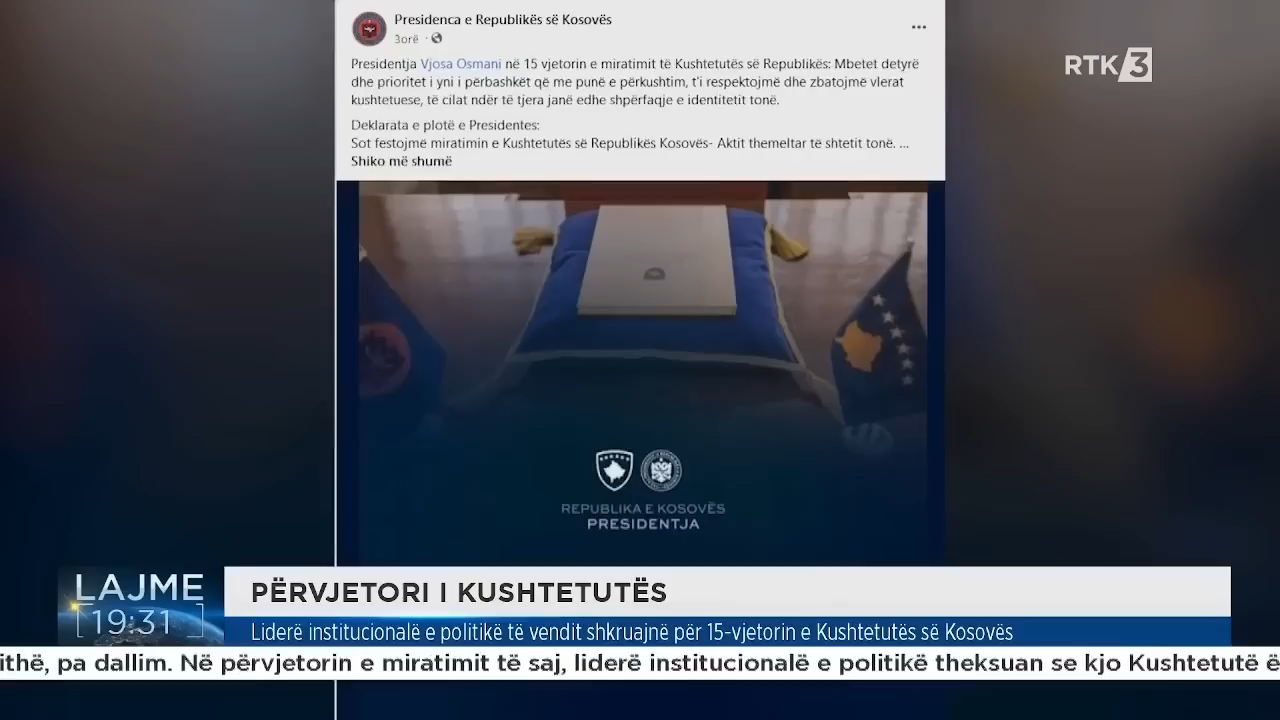 Presidenca e Republikës së Kosovës
3orë ·
RTK 3
Presidentja Vjosa Osmani në 15 vjetorin e miratimit të Kushtetutës së Republikës: Mbetet detyrë
dhe prioritet i yni i përbashkët që me punë e përkushtim, t'i respektojmë dhe zbatojmë vlerat
kushtetuese, të cilat ndër të tjera janë edhe shpërfaqje e identitetit tonë.
Deklarata e plotë e Presidentes:
Sot festojmë miratimin e Kushtetutës së Republikës Kosovës- Aktit themeltar të shtetit tonë. ...
Shiko më shumë
REPUBLIKA E KOSOVËS
PRESIDENTJA
LAJME
19:31
PËRVJETORI I KUSHTETUTËS
Liderë institucionalë e politikë të vendit shkruajnë për 15-vjetorin e Kushtetutës së Kosovës
ithë, pa dallim. Në përvjetorin e miratimit të saj, liderë institucionalë e politikë theksuan se kjo Kushtetutë ë